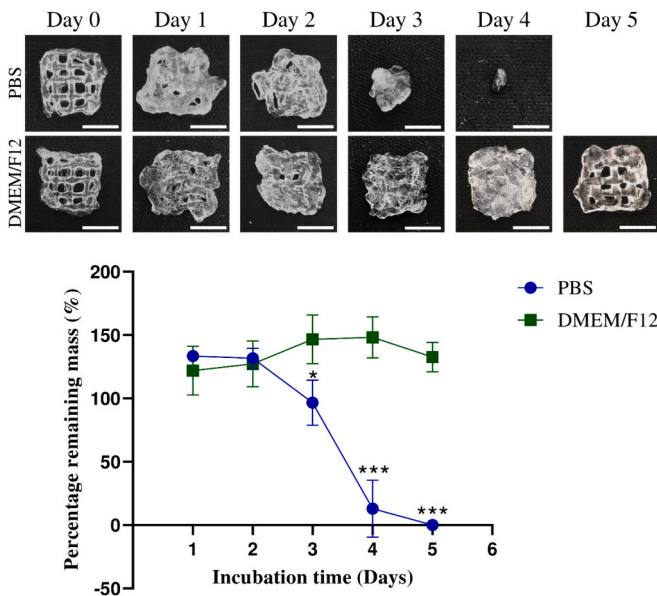 Day 0 Day 1 Day 2 Day 3 Day 4 Day 5
PBS
DMEM/F12
Percentage remaining mass (%)
200
150
100
50
0
-50
*
***
***
1 2 3 4 5 6
Incubation time (Days)
PBS
DMEM/F12